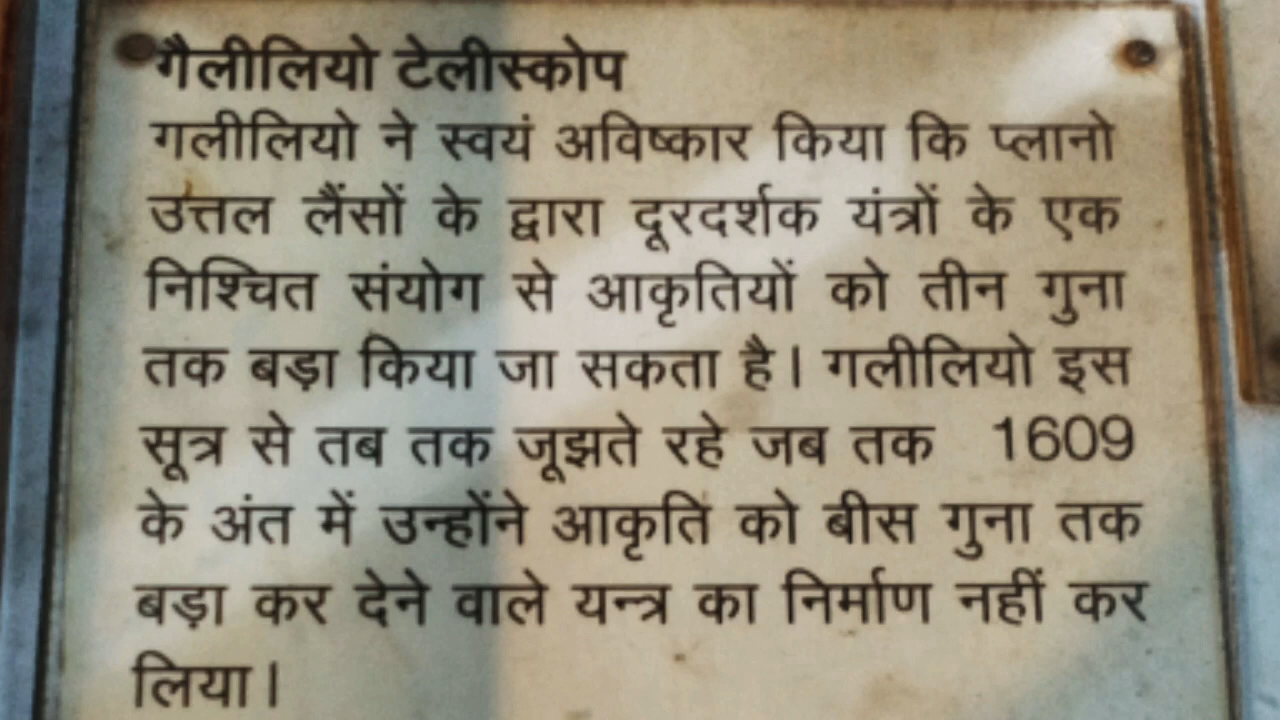 गैलीलियो टेलीस्कोप
गलीलियो ने स्वयं अविष्कार किया कि प्लानो
उत्तल लैंसों के द्वारा दूरदर्शक यंत्रों के एक
निश्चित संयोग से आकृतियों को तीन गुना
तक बड़ा किया जा सकता है। गलीलियो इस
सूत्र से तब तक जूझते रहे जब तक 1609
के अंत में उन्होंने आकृति को बीस गुना तक
बड़ा कर देने वाले यन्त्र का निर्माण नहीं कर
लिया।